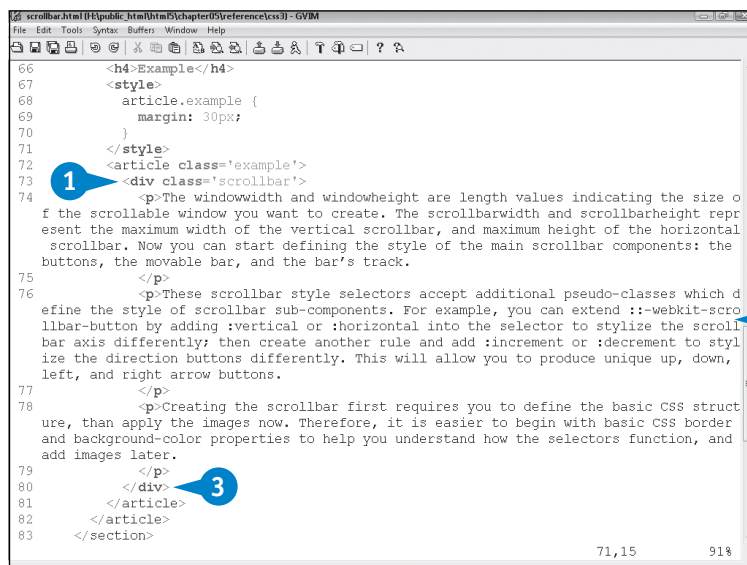 scrollbar.html (H:\public_html\html5\chapter05\reference\css3) - GVIM
File Edit Tools Syntax Buffers Window Help
66 <h4>Example</h4>
67 <style>
68 article.example {
69 margin: 30px;
70 }
71 </style>
72 <article class='example'>
73 <div class='scrollbar'>
1
74 <p>The windowwidth and windowheight are length values indicating the size o
f the scrollable window you want to create. The scrollbarwidth and scrollbarheight repr
esent the maximum width of the vertical scrollbar, and maximum height of the horizontal
scrollbar. Now you can start defining the style of the main scrollbar components: the
buttons, the movable bar, and the bar's track.
75 </p>
76 <p>These scrollbar style selectors accept additional pseudo-classes which d
efine the style of scrollbar sub-components. For example, you can extend ::-webkit-scro
llbar-button by adding :vertical or :horizontal into the selector to stylize the scroll
bar axis differently; then create another rule and add :increment or :decrement to styl
ize the direction buttons differently. This will allow you to produce unique up, down,
left, and right arrow buttons.
77 </p>
78 <p>Creating the scrollbar first requires you to define the basic CSS struct
ure, than apply the images now. Therefore, it is easier to begin with basic CSS border
and background-color properties to help you understand how the selectors function, and
add images later.
79 </p>
80 </div>
3
81 </article>
82 </article>
83 </section>
71,15 91%